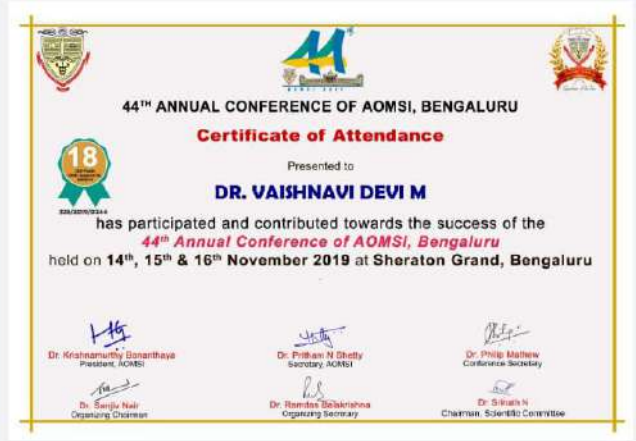 44
44TH ANNUAL CONFERENCE OF AOMSI, BENGALURU
Certificate of Attendance
Presented to
18
DR. VAISHNAVI DEVI M
has participated and contributed towards the success of the
44th Annual Conference of AOMSI, Bengaluru
held on 14th, 15th & 16th November 2019 at Sheraton Grand, Bengaluru
Dr. Krishnamurthy Bonanthaya
President, AOMSI
Dr. Pritham N Shetty
Secretary, AOMSI
Dr. Philip Mathew
Conference Secretary
Dr. Sanjiv Nair
Organizing Chairman
Dr. Ramdas Balakrishna
Organizing Secretary
Dr. Srinath N
Chairman, Scientific Committee